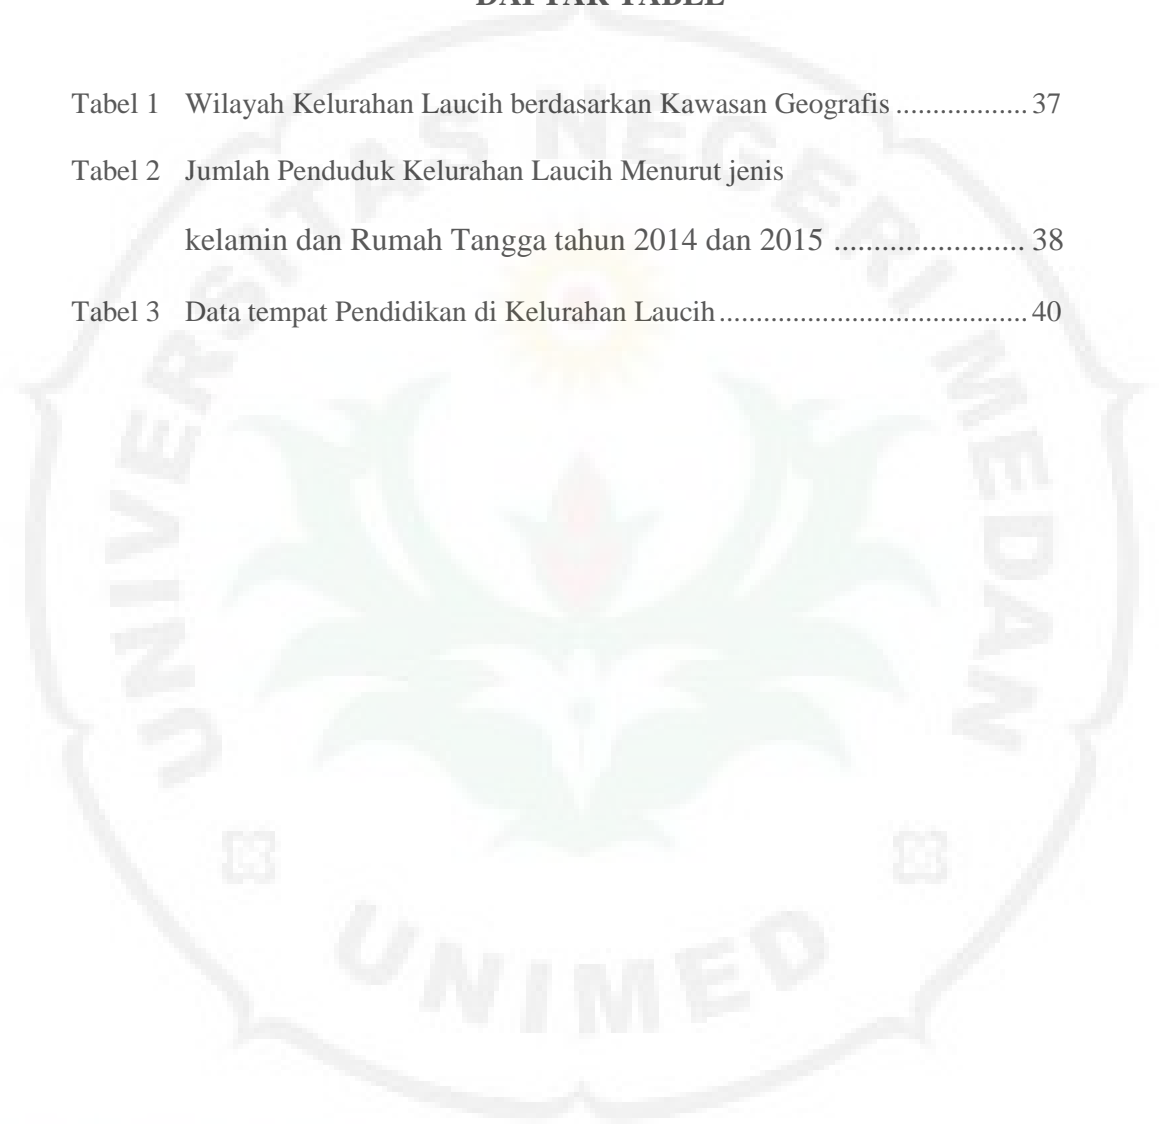 DAFTAR TABEL
Tabel 1 Wilayah Kelurahan Laucih berdasarkan Kawasan Geografis .................. 37
Tabel 2 Jumlah Penduduk Kelurahan Laucih Menurut jenis
kelamin dan Rumah Tangga tahun 2014 dan 2015 ........................ 38
Tabel 3 Data tempat Pendidikan di Kelurahan Laucih .......................................... 40
UNIVERSITAS NEGERI MEDAN
UNIMED